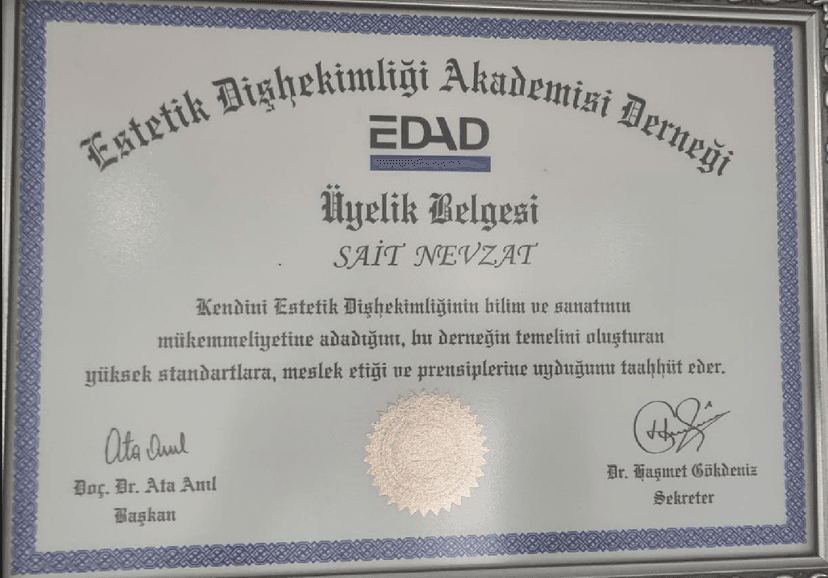 Estetik Dişhekimliği Akademisi Derneği
EDAD
Üyelik Belgesi
SAİT NEVZAT
Kendini Estetik Dişhekimliğinin bilim ve sanatının
mükemmeliyetine adadığını, bu derneğin temelini oluşturan
yüksek standartlara, meslek etiği ve prensiplerine uyduğunu taahhüt eder.
Ata Anıl
Doç. Dr. Ata Anıl
Başkan
Dr. Haşmet Gökdeniz
Sekreter